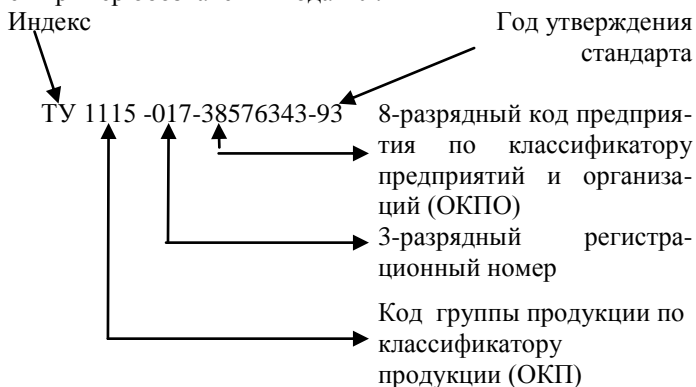 Индекс
Год утверждения
стандарта
ТУ 1115 -017-38576343-93
8-разрядный код предприя-
тия по классификатору
предприятий и организа-
ций (ОКПО)
3-разрядный регистра-
ционный номер
Код группы продукции по
классификатору
продукции (ОКП)